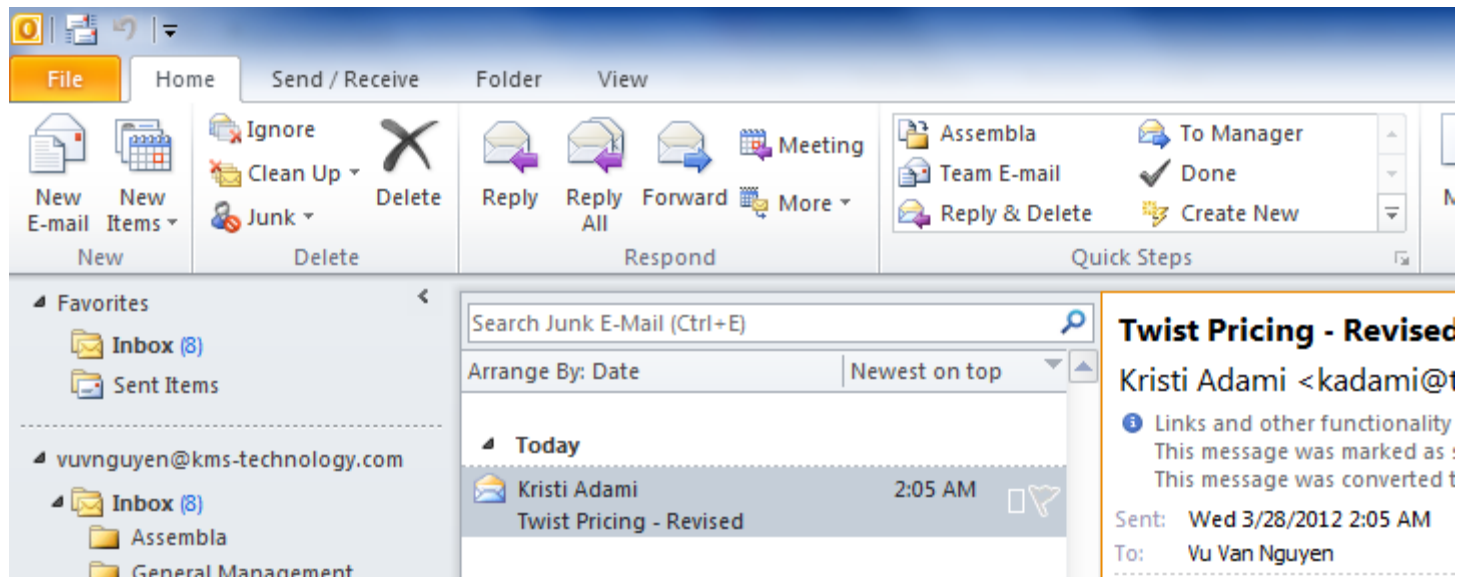 File Home Send / Receive Folder View
New E-mail
New Items
Ignore
Clean Up
Junk
Delete
Reply
Reply All
Forward
Meeting
More
Assembla
Team E-mail
Reply & Delete
To Manager
Done
Create New
New Delete Respond Quick Steps
Favorites
Inbox (8)
Sent Items
vuvnguyen@kms-technology.com
Inbox (8)
Assembla
General Management
Search Junk E-Mail (Ctrl+E)
Arrange By: Date Newest on top
Today
Kristi Adami 2:05 AM
Twist Pricing - Revised
Twist Pricing - Revised
Kristi Adami <kadami@t
Links and other functionality
This message was marked as
This message was converted t
Sent: Wed 3/28/2012 2:05 AM
To: Vu Van Nguyen